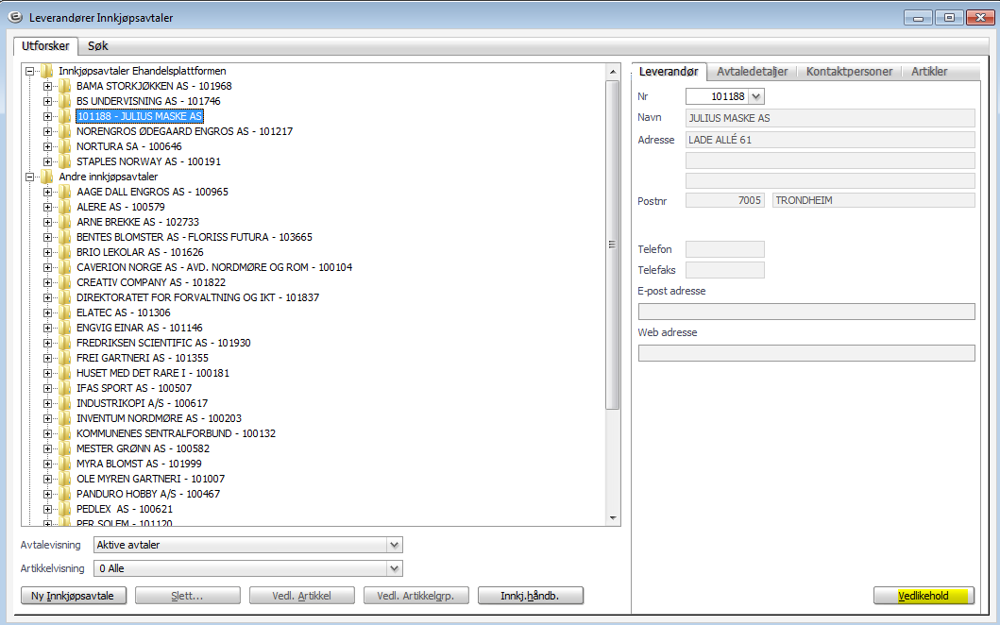 Leverandører Innkjøpsavtaler
Utforsker Søk
Innkjøpsavtaler Ehandelsplattformen
BAMA STORKJØKKEN AS - 101968
BS UNDERVISNING AS - 101746
101188 - JULIUS MASKE AS
NORENGROS ØDEGAARD ENGROS AS - 101217
NORTURA SA - 100646
STAPLES NORWAY AS - 100191
Andre innkjøpsavtaler
AAGE DALL ENGROS AS - 100965
ALERE AS - 100579
ARNE BREKKE AS - 102733
BENTES BLOMSTER AS - FLORISS FUTURA - 103665
BRIO LEKOLAR AS - 101626
CAVERION NORGE AS - AVD. NORDMØRE OG ROM - 100104
CREATIV COMPANY AS - 101822
DIREKTORATET FOR FORVALTNING OG IKT - 101837
ELATEC AS - 101306
ENGVIG EINAR AS - 101146
FREDRIKSEN SCIENTIFIC AS - 101930
FREI GARTNERI AS - 101355
HUSET MED DET RARE I - 100181
IFAS SPORT AS - 100507
INDUSTRIKOPI A/S - 100617
INVENTUM NORDMØRE AS - 100203
KOMMUNENES SENTRALFORBUND - 100132
MESTER GRØNN AS - 100582
MYRA BLOMST AS - 101999
OLE MYREN GARTNERI - 101007
PANDURO HOBBY A/S - 100467
PEDLEX AS - 100621
PER SOLEM - 101120
Avtalevisning Aktive avtaler
Artikkelvisning 0 Alle
Ny Innkjøpsavtale Slett... Vedl. Artikkel Vedl. Artikkelgrp. Innkj.håndb.
Leverandør Avtaledetaljer Kontaktpersoner Artikler
Nr 101188
Navn JULIUS MASKE AS
Adresse LADE ALLÉ 61
Postnr 7005 TRONDHEIM
Telefon
Telefaks
E-post adresse
Web adresse
Vedlikehold